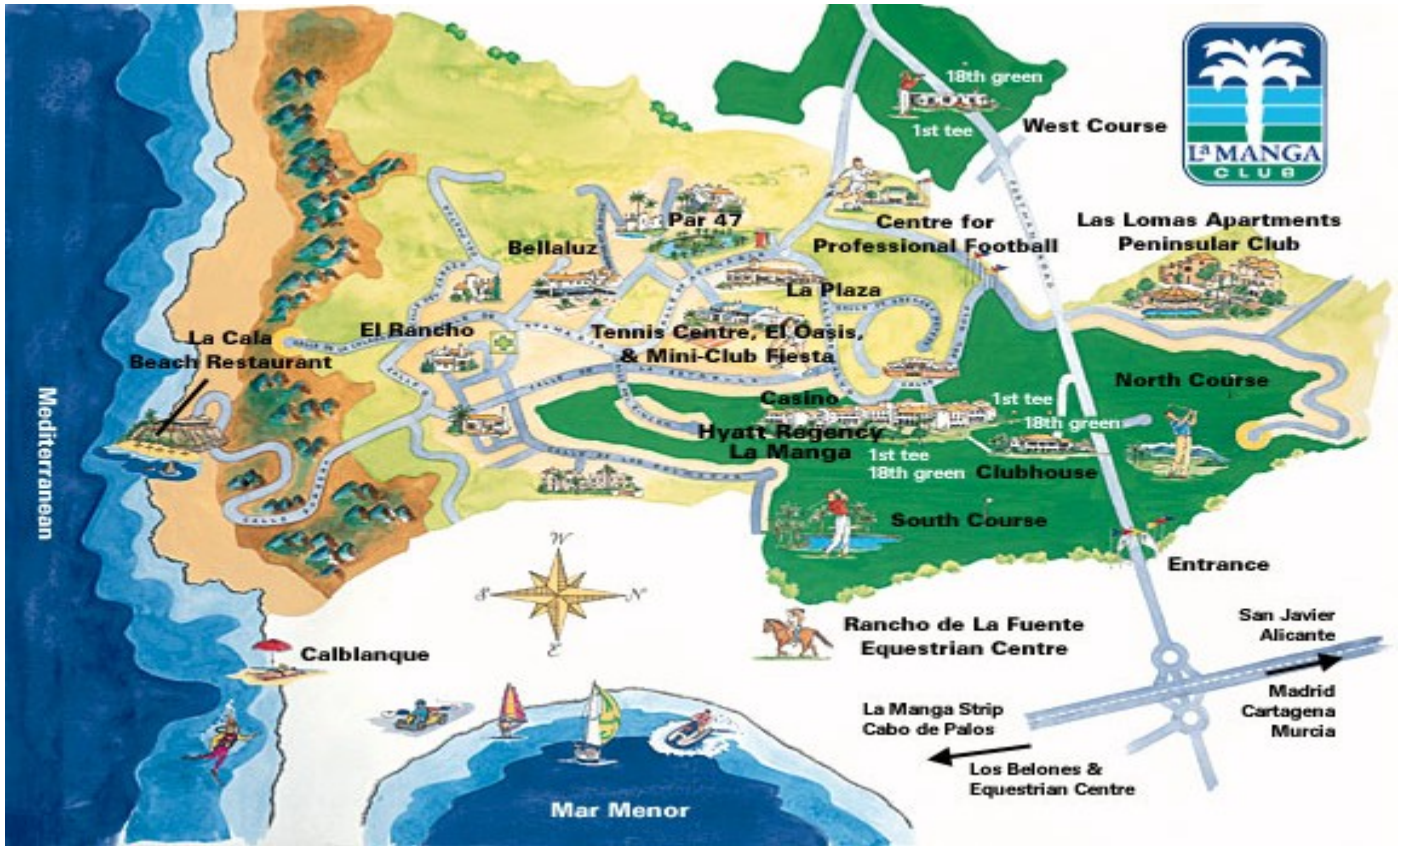 18th green
1st tee
West Course
La MANGA
CLUB
Par 47
Centre for
Professional Football
Las Lomas Apartments
Peninsular Club
Bellaluz
La Plaza
El Rancho
Tennis Centre, El Oasis,
& Mini-Club Fiesta
La Cala
Beach Restaurant
North Course
Casino
1st tee
18th green
Hyatt Regency
La Manga
1st tee
18th green
Clubhouse
Mediterranean
South Course
Entrance
W
S
N
E
Rancho de La Fuente
Equestrian Centre
San Javier
Alicante
Calblanque
Madrid
Cartagena
Murcia
La Manga Strip
Cabo de Palos
Los Belones &
Equestrian Centre
Mar Menor